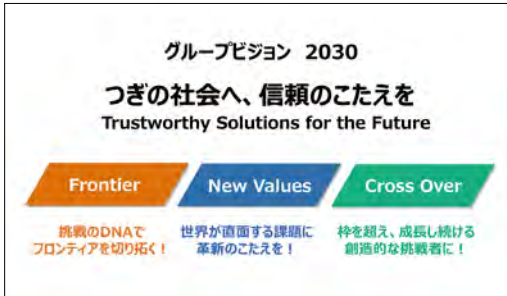 グループビジョン 2030
つぎの社会へ、信頼のこたえを
Trustworthy Solutions for the Future
Frontier
New Values
Cross Over
挑戦のDNAで
フロンティアを切り拓く！
世界が直面する課題に
革新のこたえを！
枠を超え、成長し続ける
創造的な挑戦者に！